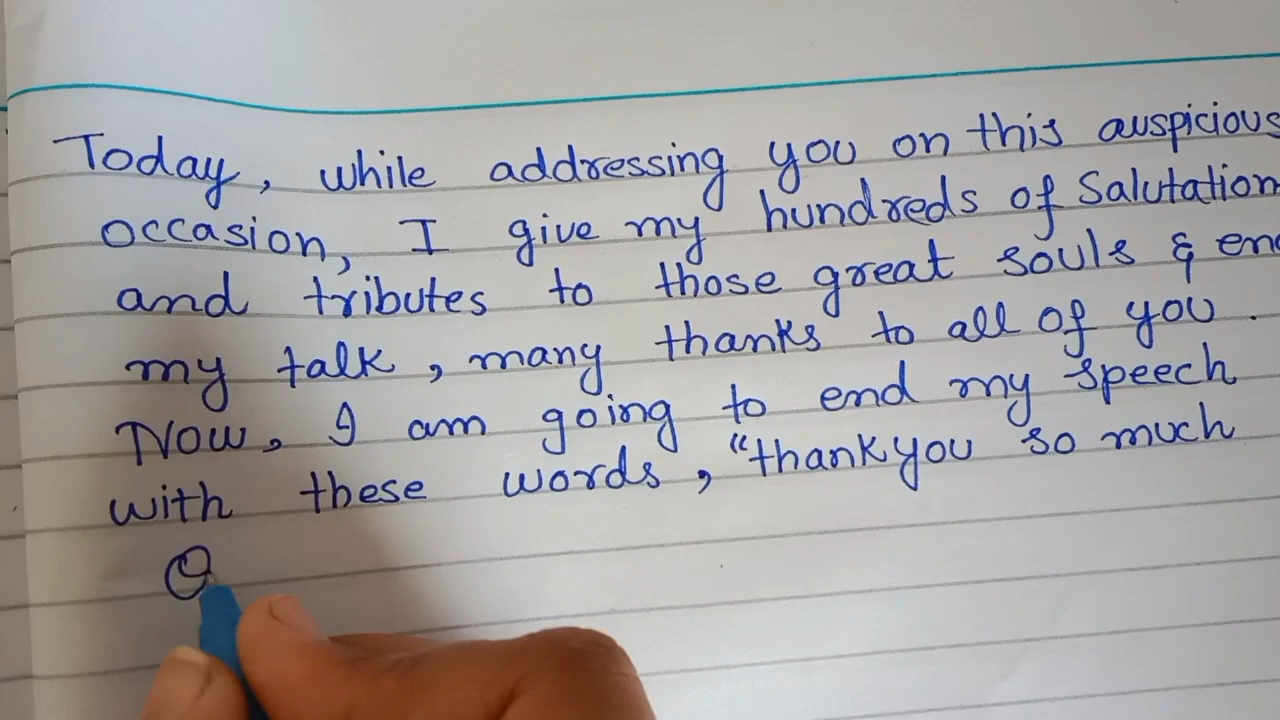 Today, while addressing you on this auspicious
occasion, I give my hundreds of Salutation
and tributes to those great souls & en
my talk, many thanks to all of you.
Now, I am going to end my speech
with these words, "thankyou so much